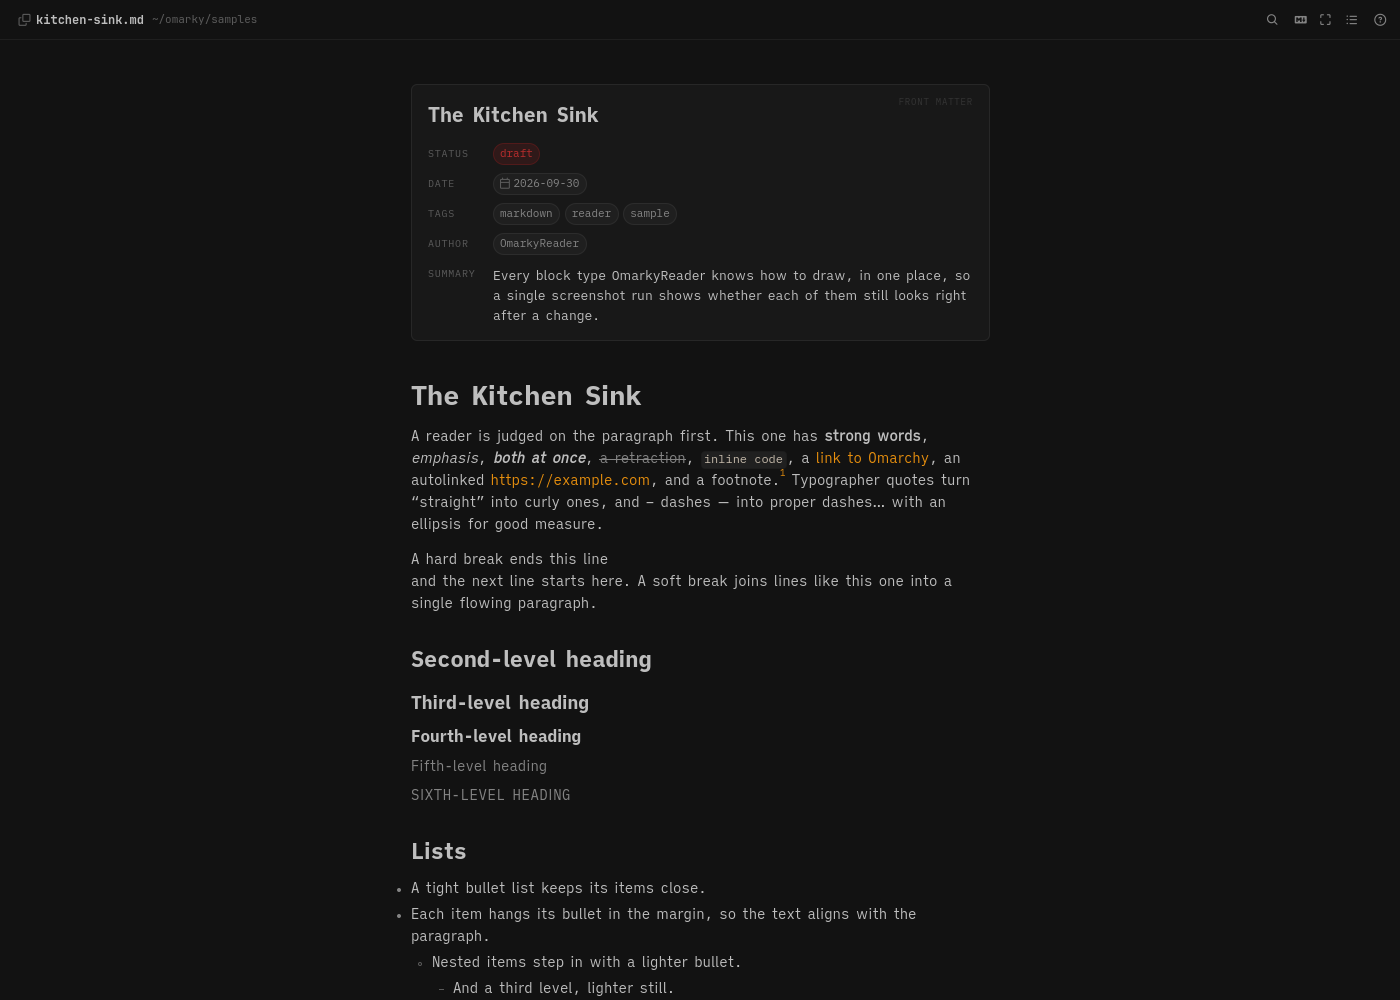 kitchen-sink.md ~/omarky/samples
FRONT MATTER
The Kitchen Sink
STATUS draft
DATE 2026-09-30
TAGS markdown reader sample
AUTHOR OmarkyReader
SUMMARY Every block type OmarkyReader knows how to draw, in one place, so
a single screenshot run shows whether each of them still looks right
after a change.
The Kitchen Sink
A reader is judged on the paragraph first. This one has strong words,
emphasis, both at once, a retraction, inline code, a link to Omarchy, an
autolinked https://example.com, and a footnote.1 Typographer quotes turn
“straight” into curly ones, and – dashes — into proper dashes… with an
ellipsis for good measure.
A hard break ends this line
and the next line starts here. A soft break joins lines like this one into a
single flowing paragraph.
Second-level heading
Third-level heading
Fourth-level heading
Fifth-level heading
SIXTH-LEVEL HEADING
Lists
• A tight bullet list keeps its items close.
• Each item hangs its bullet in the margin, so the text aligns with the
paragraph.
◦ Nested items step in with a lighter bullet.
– And a third level, lighter still.